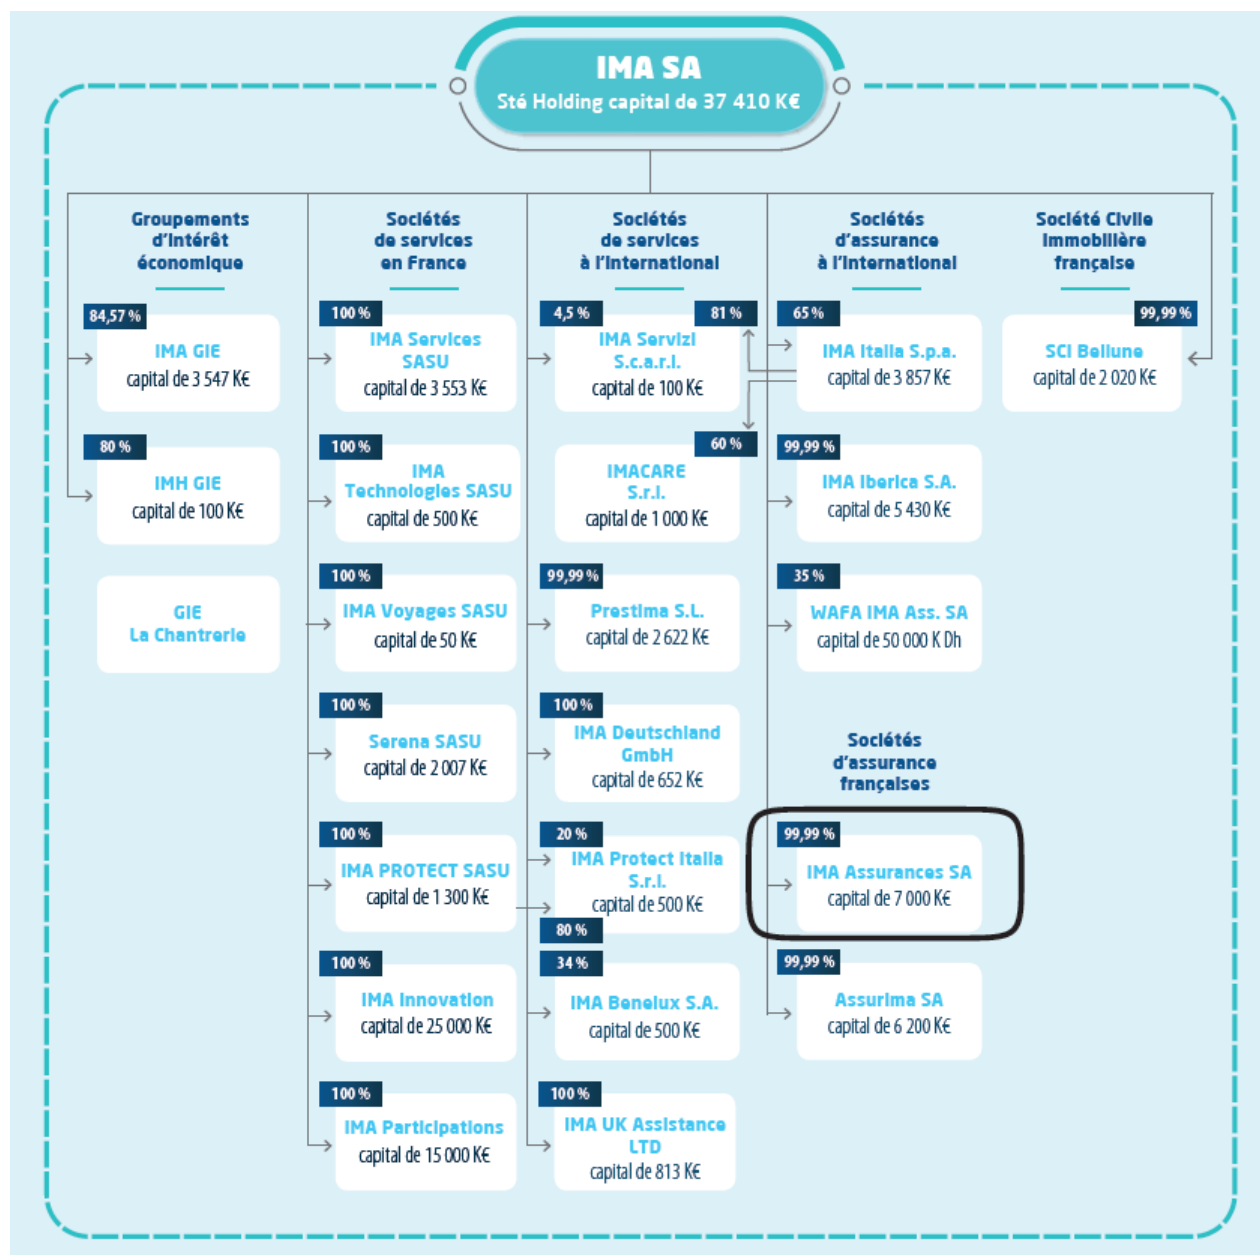 IMA SA
Sté Holding capital de 37 410 K€
Groupements
d'intérêt
économique
84,57 %
IMA GIE
capital de 3 547 K€
80 %
IMH GIE
capital de 100 K€
GIE
La Chantrerie
Sociétés
de services
en France
100 %
IMA Services
SASU
capital de 3 553 K€
100 %
IMA
Technologies SASU
capital de 500 K€
100 %
IMA Voyages SASU
capital de 50 K€
100 %
Serena SASU
capital de 2 007 K€
100 %
IMA PROTECT SASU
capital de 1 300 K€
100 %
IMA Innovation
capital de 25 000 K€
100 %
IMA Participations
capital de 15 000 K€
Sociétés
de services
à l'international
4,5 %
81 %
IMA Servizi
S.c.a.r.l.
capital de 100 K€
60 %
IMACARE
S.r.l.
capital de 1 000 K€
99,99 %
Prestima S.L.
capital de 2 622 K€
100 %
IMA Deutschland
GmbH
capital de 652 K€
20 %
IMA Protect Italia
S.r.l.
capital de 500 K€
80 %
34 %
IMA Benelux S.A.
capital de 500 K€
100 %
IMA UK Assistance
LTD
capital de 813 K€
Sociétés
d'assurance
à l'international
65 %
IMA Italia S.p.a.
capital de 3 857 K€
99,99 %
IMA Iberica S.A.
capital de 5 430 K€
35 %
WAFA IMA Ass. SA
capital de 50 000 K Dh
Sociétés
d'assurance
françaises
99,99 %
IMA Assurances SA
capital de 7 000 K€
99,99 %
Assurima SA
capital de 6 200 K€
Société Civile
Immobilière
française
99,99 %
SCI Bellune
capital de 2 020 K€